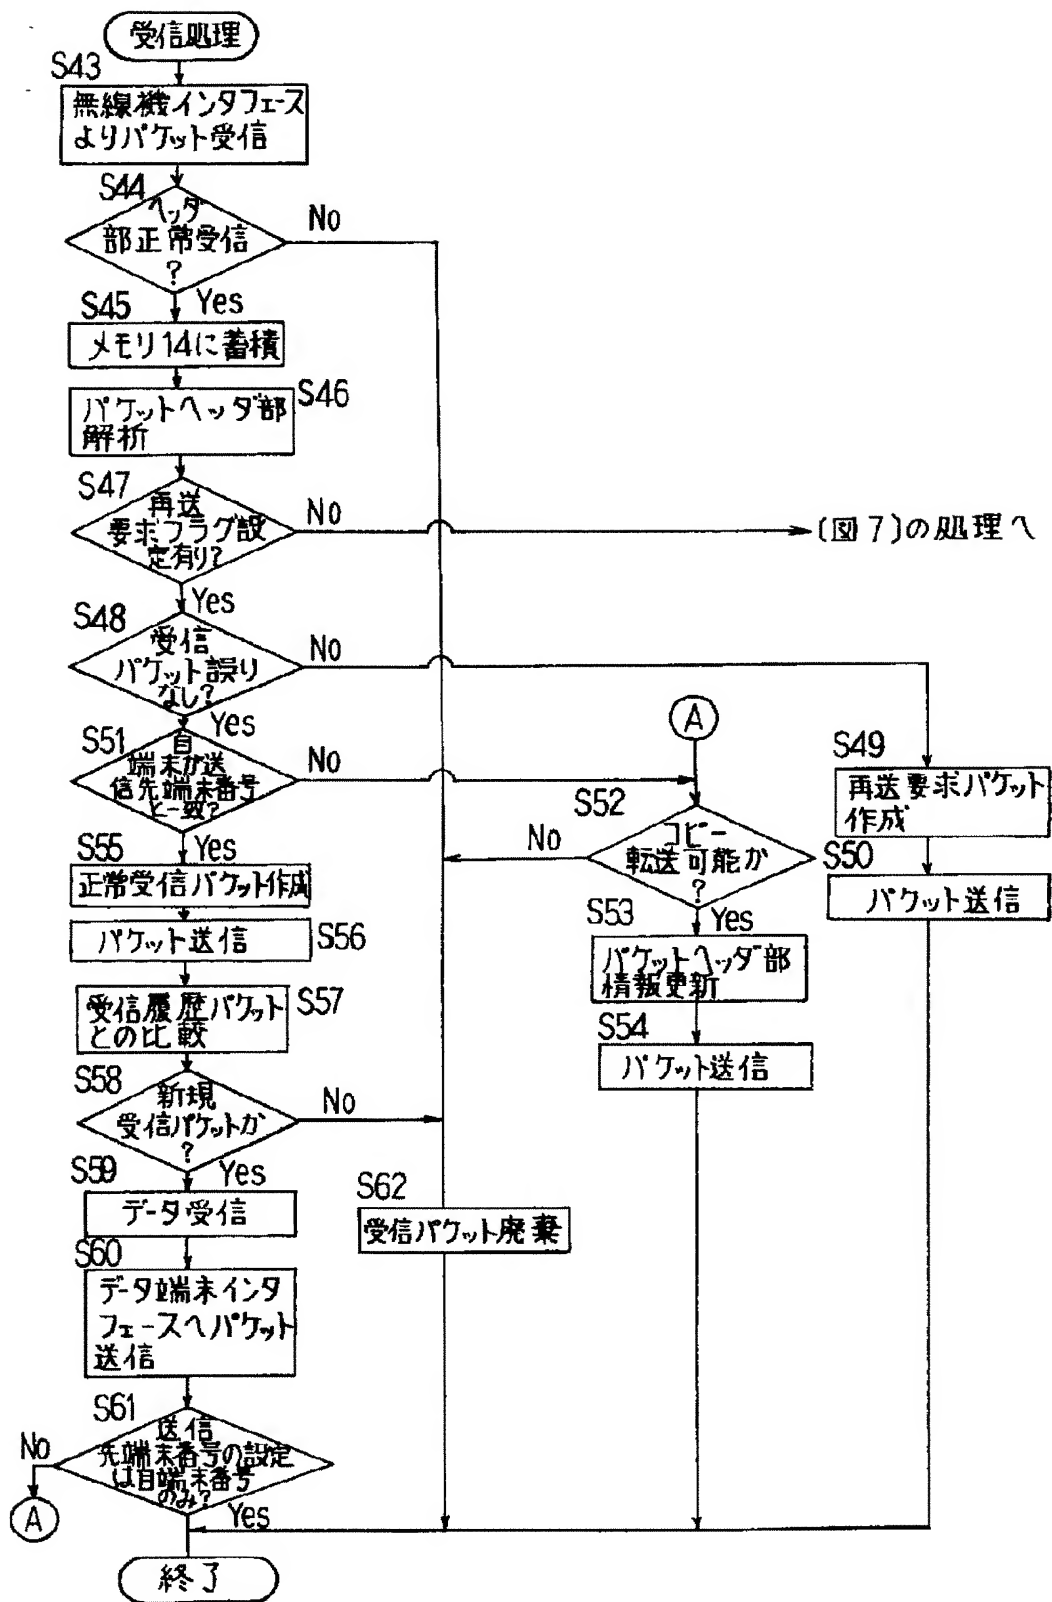 受信処理
S43
無線機インタフェース
よりパケット受信
S44
ヘッダ
部正常受信
?
No
Yes
S45
メモリ14に蓄積
S46
パケットヘッダ部
解析
S47
再送
要求フラグ設
定有り?
No
(図7)の処理へ
Yes
S48
受信
パケット誤り
なし?
No
Yes
S51
自
端末が送
信先端末番号
と一致?
No
Yes
A
S49
再送要求パケット
作成
S50
パケット送信
S52
コピー
転送可能か
?
No
Yes
S53
パケットヘッダ部
情報更新
S54
パケット送信
S55
正常受信パケット作成
S56
パケット送信
S57
受信履歴パケット
との比較
S58
新規
受信パケットか
?
No
Yes
S59
データ受信
S62
受信パケット廃棄
S60
データ端末インタ
フェースへパケット
送信
S61
送信
先端末番号の設定
は自端末番号
のみ?
No
A
Yes
終了